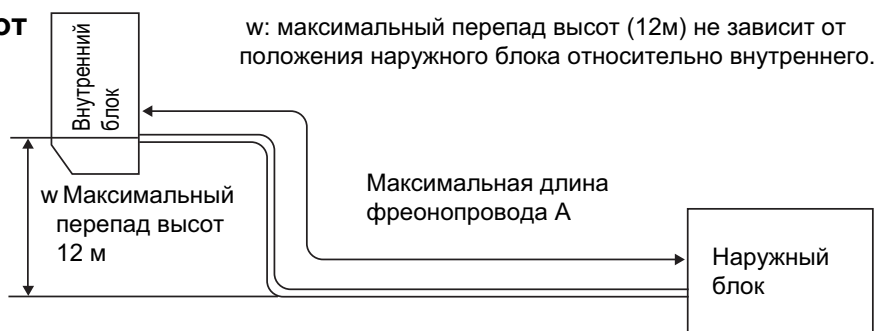 от
w: максимальный перепад высот (12м) не зависит от
положения наружного блока относительно внутреннего.
Внутренний
блок
w Максимальный
перепад высот
12 м
Максимальная длина
фреонопровода А
Наружный
блок